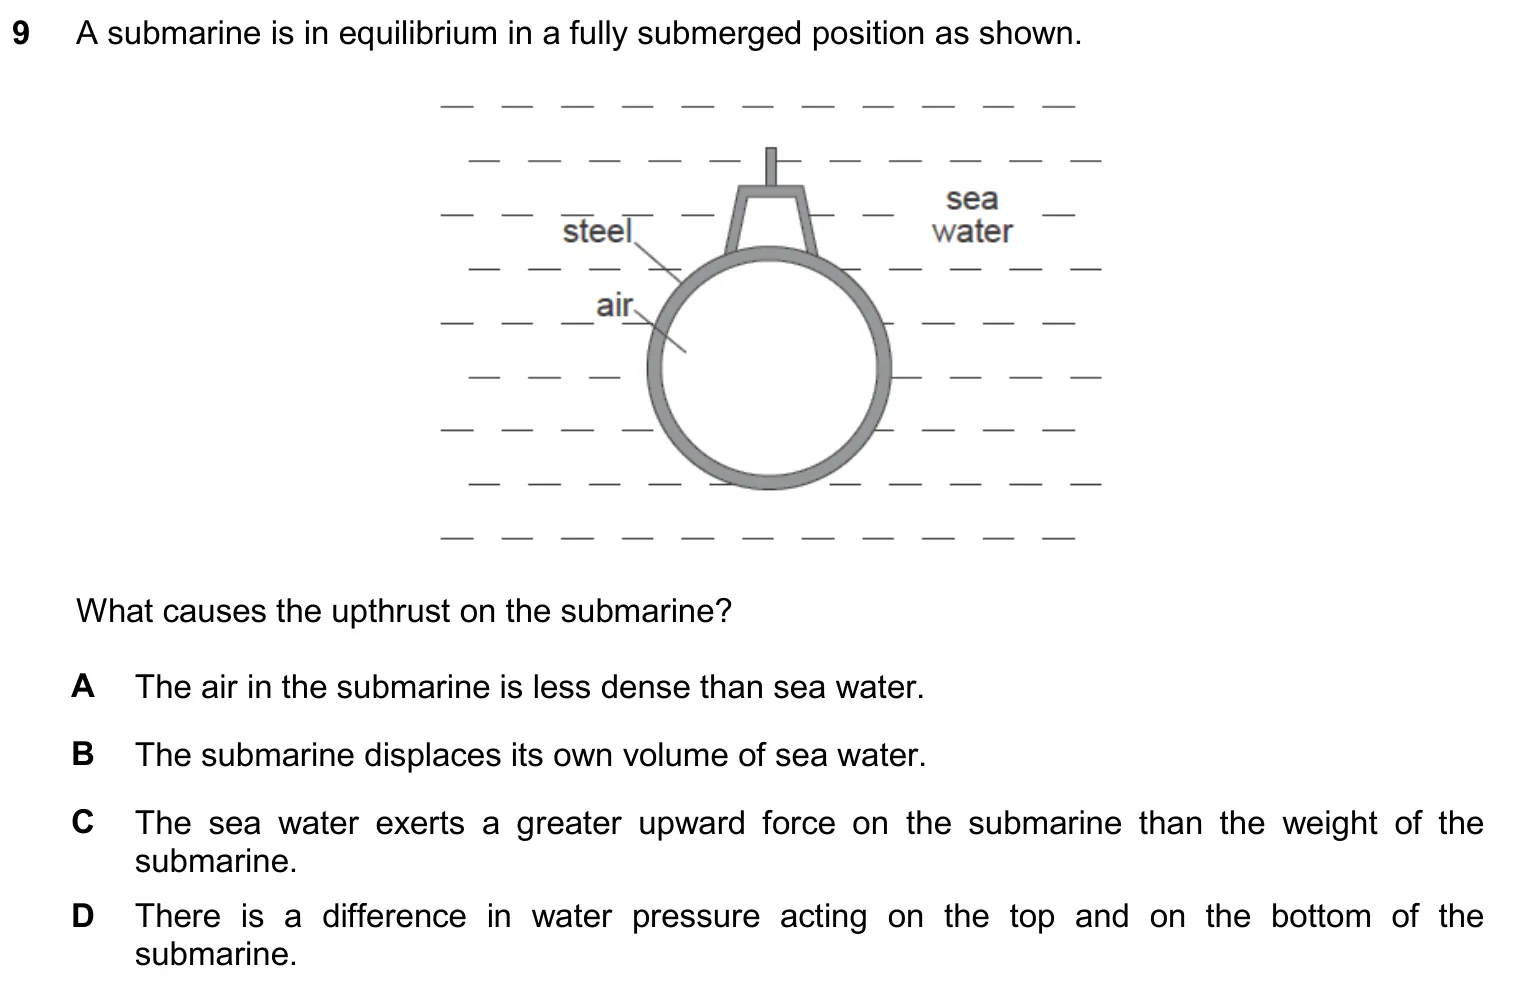 9 A submarine is in equilibrium in a fully submerged position as shown.
sea
water
steel
air
What causes the upthrust on the submarine?
A The air in the submarine is less dense than sea water.
B The submarine displaces its own volume of sea water.
C The sea water exerts a greater upward force on the submarine than the weight of the
submarine.
D There is a difference in water pressure acting on the top and on the bottom of the
submarine.